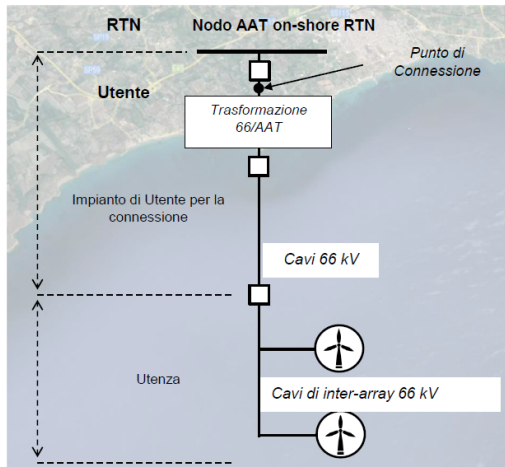 RTN
Nodo AAT on-shore RTN
Punto di
Connessione
Utente
Trasformazione
66/AAT
Impianto di Utente per la
connessione
Cavi 66 kV
Utenza
Cavi di inter-array 66 kV